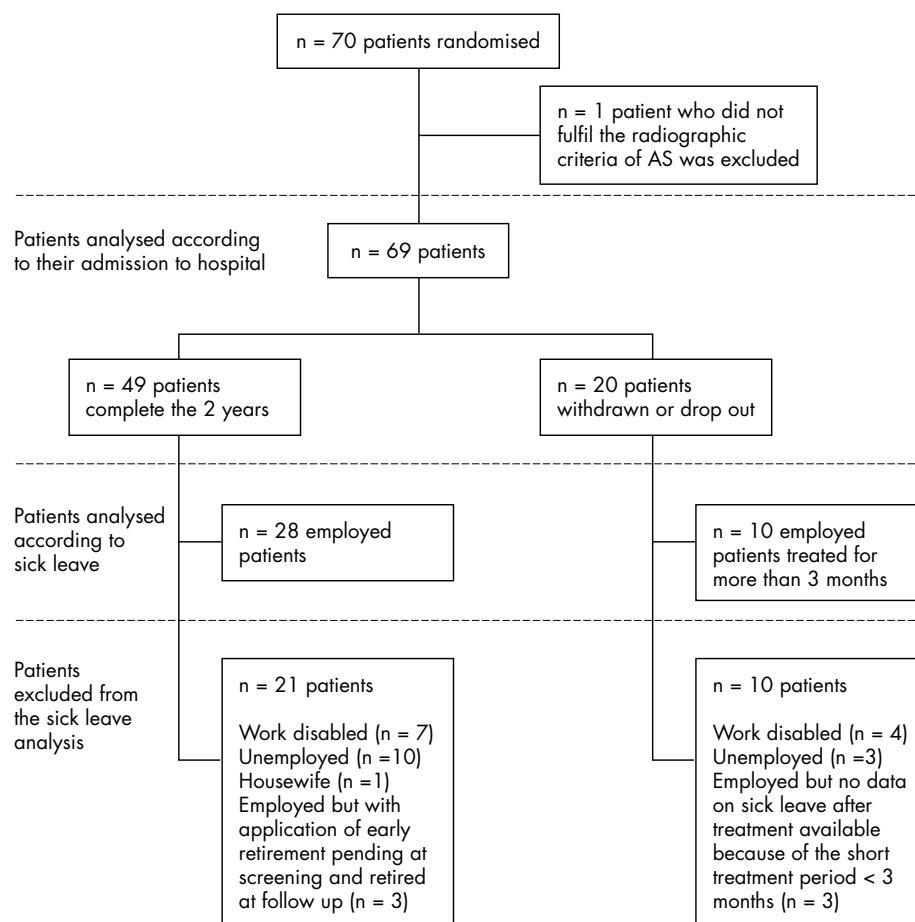 n = 70 patients randomised
n = 1 patient who did not
fulfil the radiographic
criteria of AS was excluded
Patients analysed according
to their admission to hospital
n = 69 patients
n = 49 patients
complete the 2 years
n = 20 patients
withdrawn or drop out
Patients analysed
according to
sick leave
n = 28 employed
patients
n = 10 employed
patients treated for
more than 3 months
Patients
excluded from
the sick leave
analysis
n = 21 patients
Work disabled (n = 7)
Unemployed (n =10)
Housewife (n =1)
Employed but with
application of early
retirement pending at
screening and retired
at follow up (n = 3)
n = 10 patients
Work disabled (n = 4)
Unemployed (n =3)
Employed but no data
on sick leave after
treatment available
because of the short
treatment period < 3
months (n = 3)